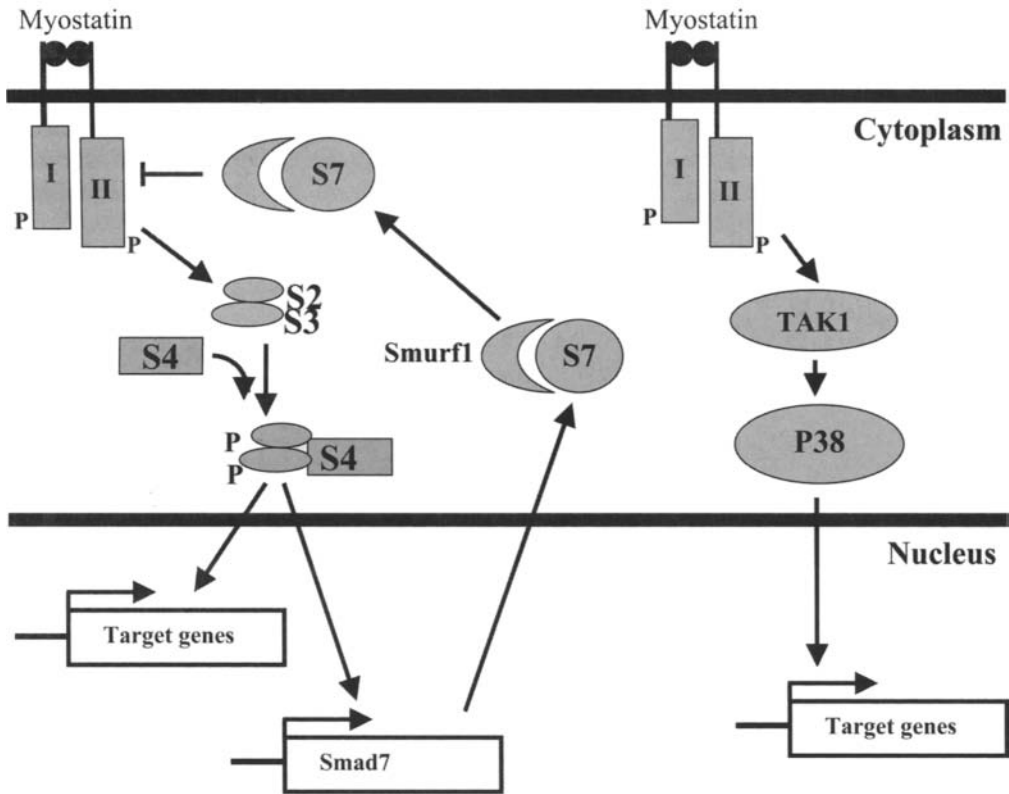 Myostatin
Myostatin
Cytoplasm
I
II
P
P
S7
I
II
P
P
S2
S3
S4
Smurf1
S7
TAK1
P
P
S4
P38
Nucleus
Target genes
Smad7
Target genes